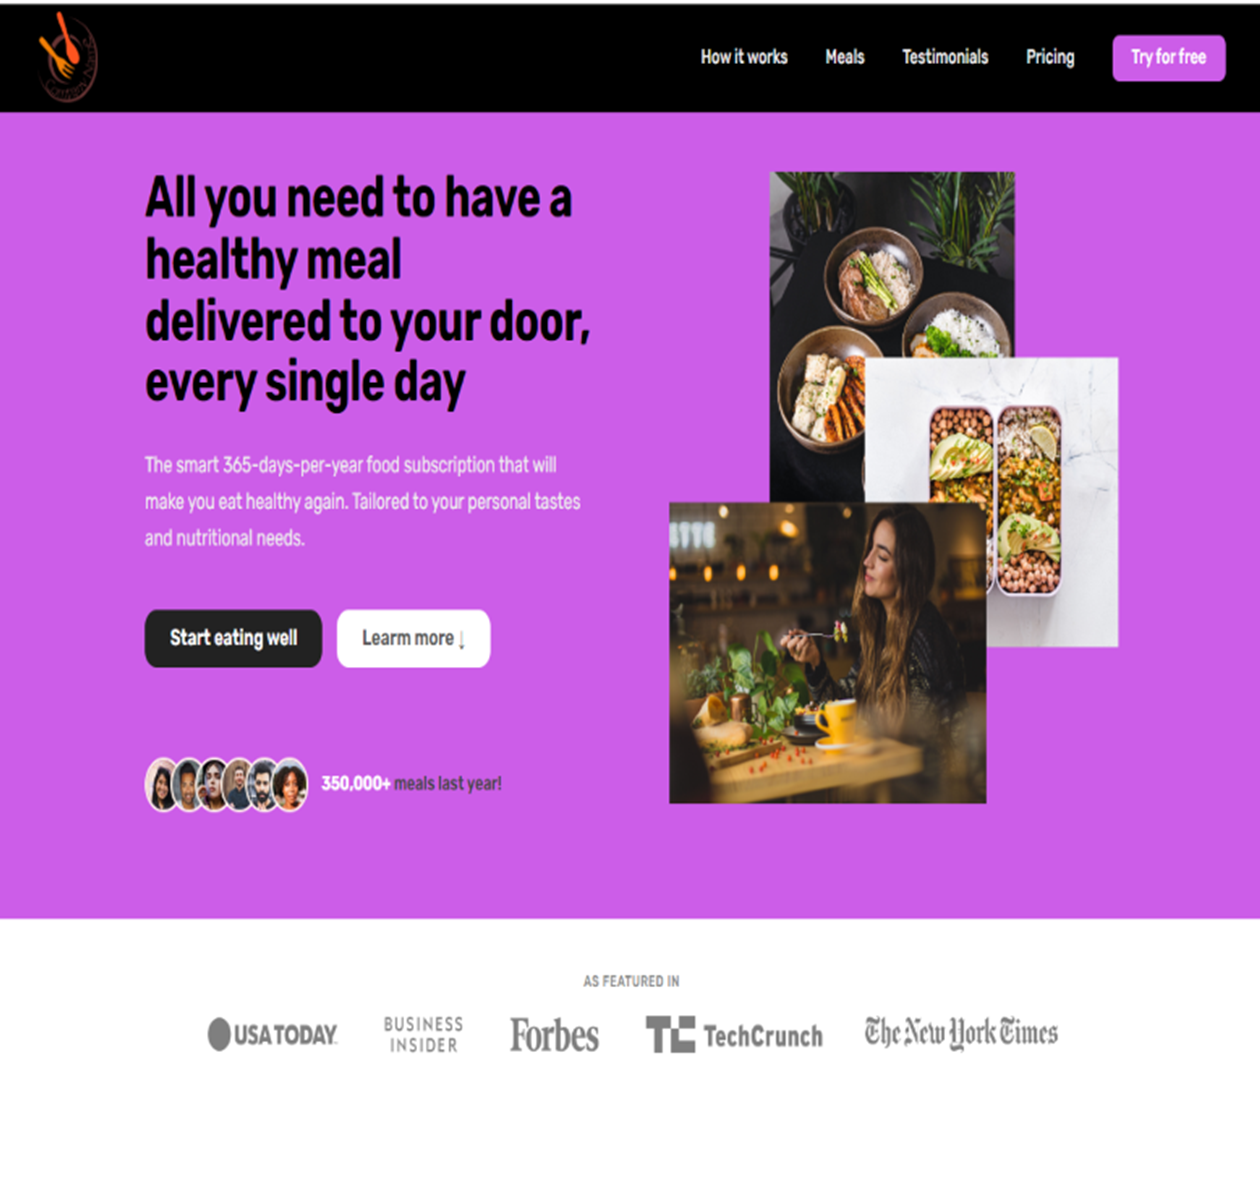 How it works
Meals
Testimonials
Pricing
Try for free
All you need to have a
healthy meal
delivered to your door,
every single day
The smart 365-days-per-year food subscription that will
make you eat healthy again. Tailored to your personal tastes
and nutritional needs.
Start eating well
Learm more ↓
350,000+ meals last year!
AS FEATURED IN
USA TODAY
BUSINESS
INSIDER
Forbes
TC TechCrunch
The New York Times